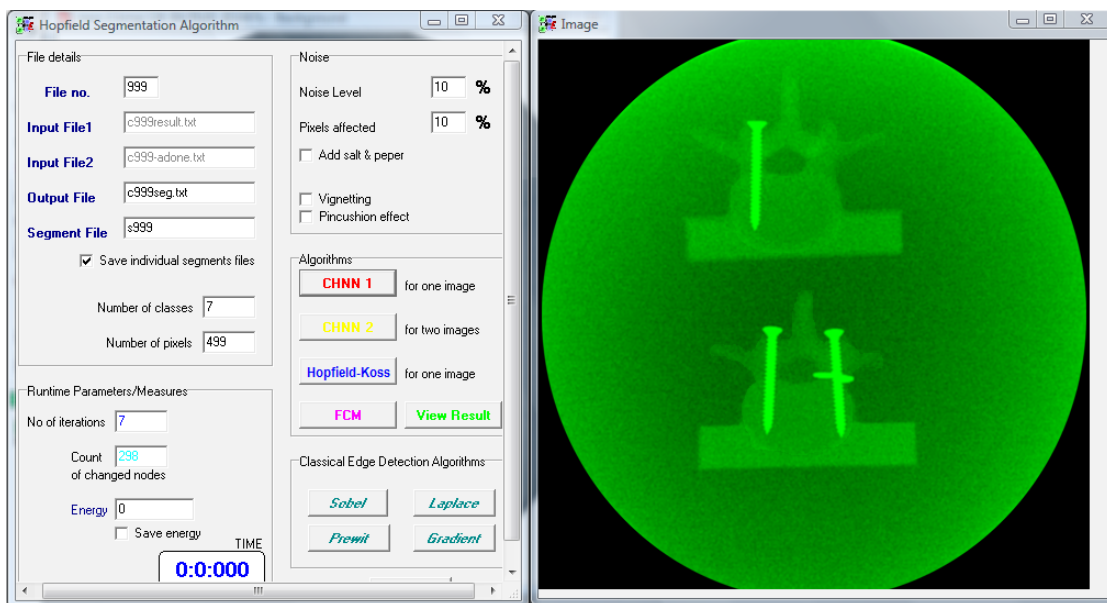 Hopfield Segmentation Algorithm
File details
File no. 999
Input File1 c999result.txt
Input File2 c999-adone.txt
Output File c999seg.txt
Segment File s999
Save individual segments files
Number of classes 7
Number of pixels 499
Runtime Parameters/Measures
No of iterations 7
Count 298
of changed nodes
Energy 0
Save energy
TIME
0:0:000
Noise
Noise Level 10 %
Pixels affected 10 %
Add salt & peper
Vignetting
Pincushion effect
Algorithms
CHNN 1 for one image
CHNN 2 for two images
Hopfield-Koss for one image
FCM View Result
Classical Edge Detection Algorithms
Sobel Laplace
Prewit Gradient
Image